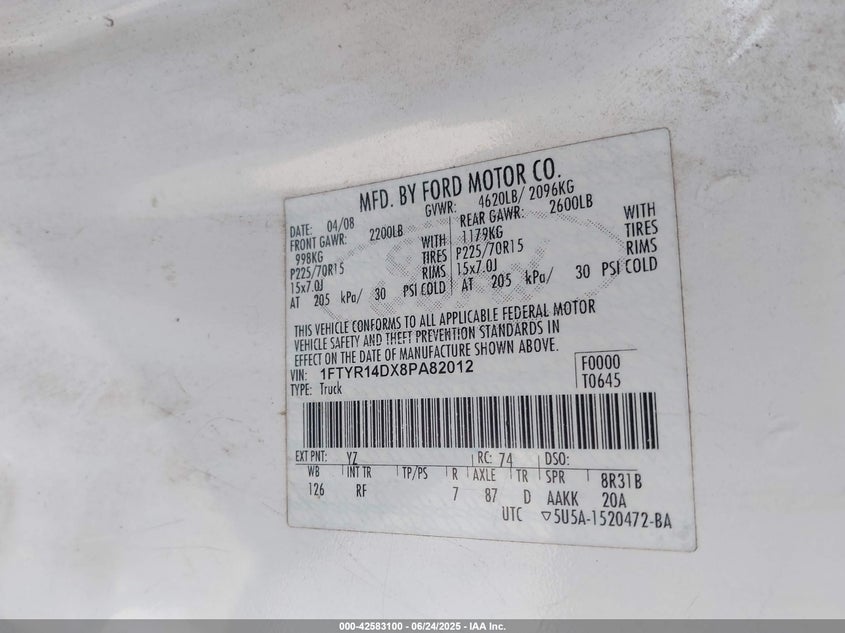 MFD. BY FORD MOTOR CO.
DATE: 04/08 GVWR: 4620LB/ 2096KG
FRONT GAWR: 2200LB REAR GAWR: 2600LB
998KG WITH 1179KG WITH
P225/70R15 TIRES P225/70R15 TIRES
15x7.0J RIMS 15x7.0J RIMS
AT 205 kPa/ 30 PSI COLD AT 205 kPa/ 30 PSI COLD
THIS VEHICLE CONFORMS TO ALL APPLICABLE FEDERAL MOTOR
VEHICLE SAFETY AND THEFT PREVENTION STANDARDS IN
EFFECT ON THE DATE OF MANUFACTURE SHOWN ABOVE.
VIN: 1FTYR14DX8PA82012 F0000
TYPE: Truck T0645
EXT PNT: YZ RC: 74 DSO:
WB INT TR TP/PS R AXLE TR SPR 8R31B
126 RF 7 87 D AAKK 20A
UTC ▽5U5A-1520472-BA
000-42583100 - 06/24/2025 - IAA Inc.